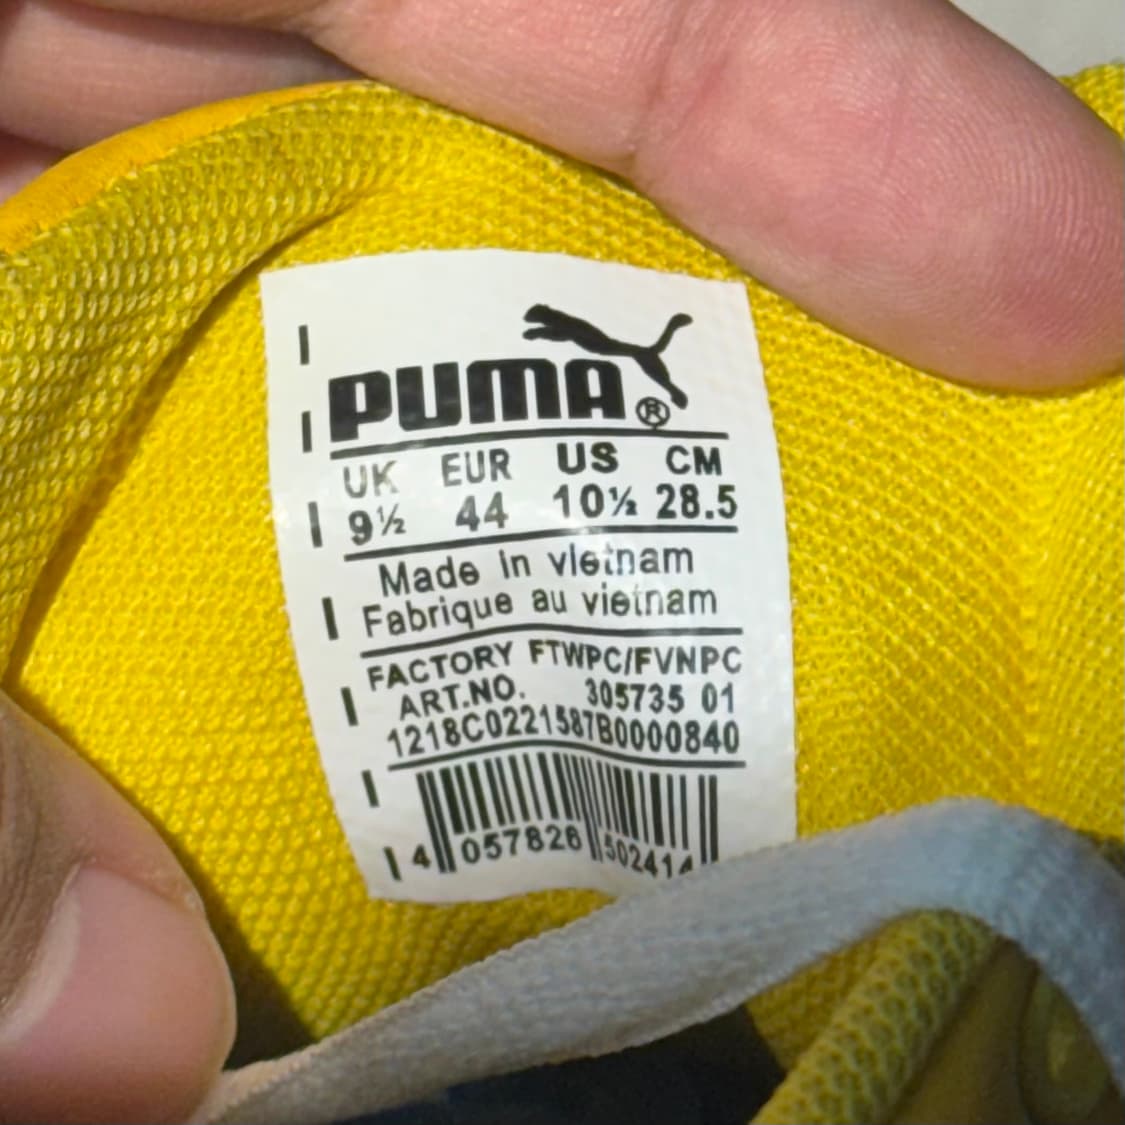 PUMA®
UK EUR US CM
9½ 44 10½ 28.5
Made in vietnam
Fabrique au vietnam
FACTORY FTWPC/FVNPC
ART.NO. 305735 01
1218C0221587B0000840
4 057826 502414